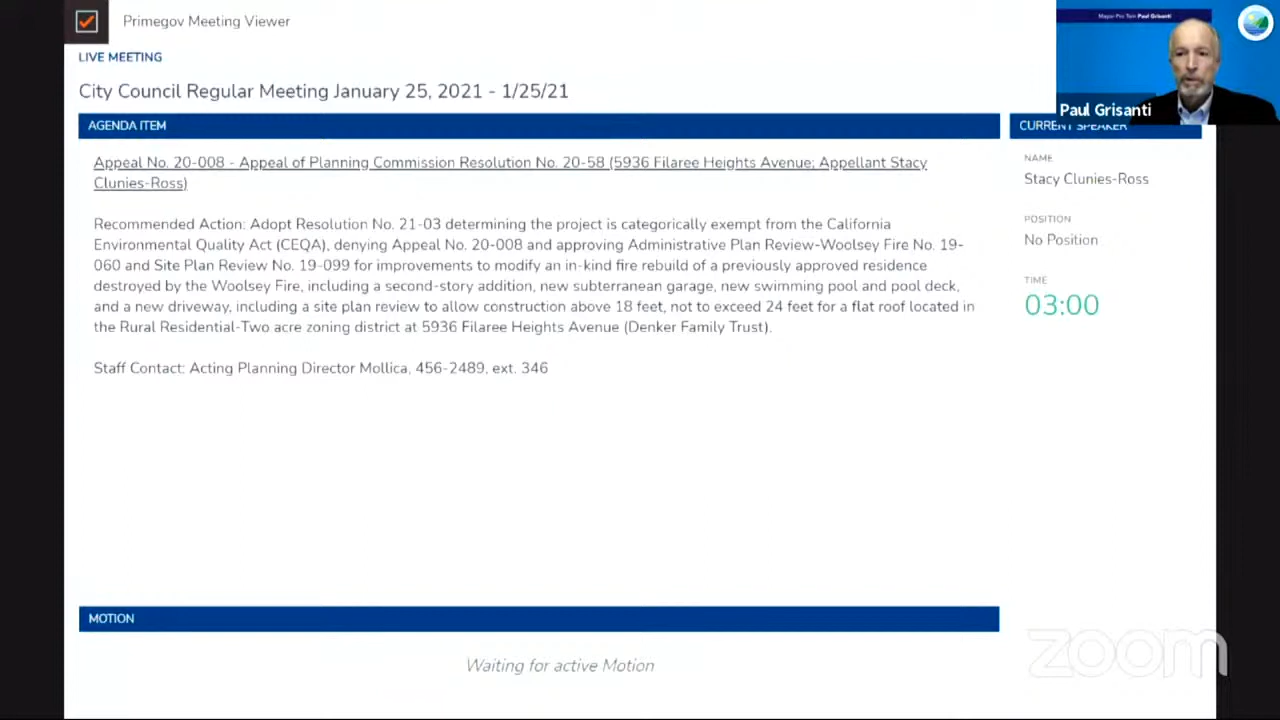 Primegov Meeting Viewer
Mayor Pro Tem Paul Grisanti
LIVE MEETING
City Council Regular Meeting January 25, 2021 - 1/25/21
Paul Grisanti
AGENDA ITEM
CURRENT SPEAKER
Appeal No. 20-008 - Appeal of Planning Commission Resolution No. 20-58 (5936 Filaree Heights Avenue; Appellant Stacy
Clunies-Ross)
Recommended Action: Adopt Resolution No. 21-03 determining the project is categorically exempt from the California
Environmental Quality Act (CEQA), denying Appeal No. 20-008 and approving Administrative Plan Review-Woolsey Fire No. 19-
060 and Site Plan Review No. 19-099 for improvements to modify an in-kind fire rebuild of a previously approved residence
destroyed by the Woolsey Fire, including a second-story addition, new subterranean garage, new swimming pool and pool deck,
and a new driveway, including a site plan review to allow construction above 18 feet, not to exceed 24 feet for a flat roof located in
the Rural Residential-Two acre zoning district at 5936 Filaree Heights Avenue (Denker Family Trust).
Staff Contact: Acting Planning Director Mollica, 456-2489, ext. 346
NAME
Stacy Clunies-Ross
POSITION
No Position
TIME
03:00
MOTION
Waiting for active Motion
zoom